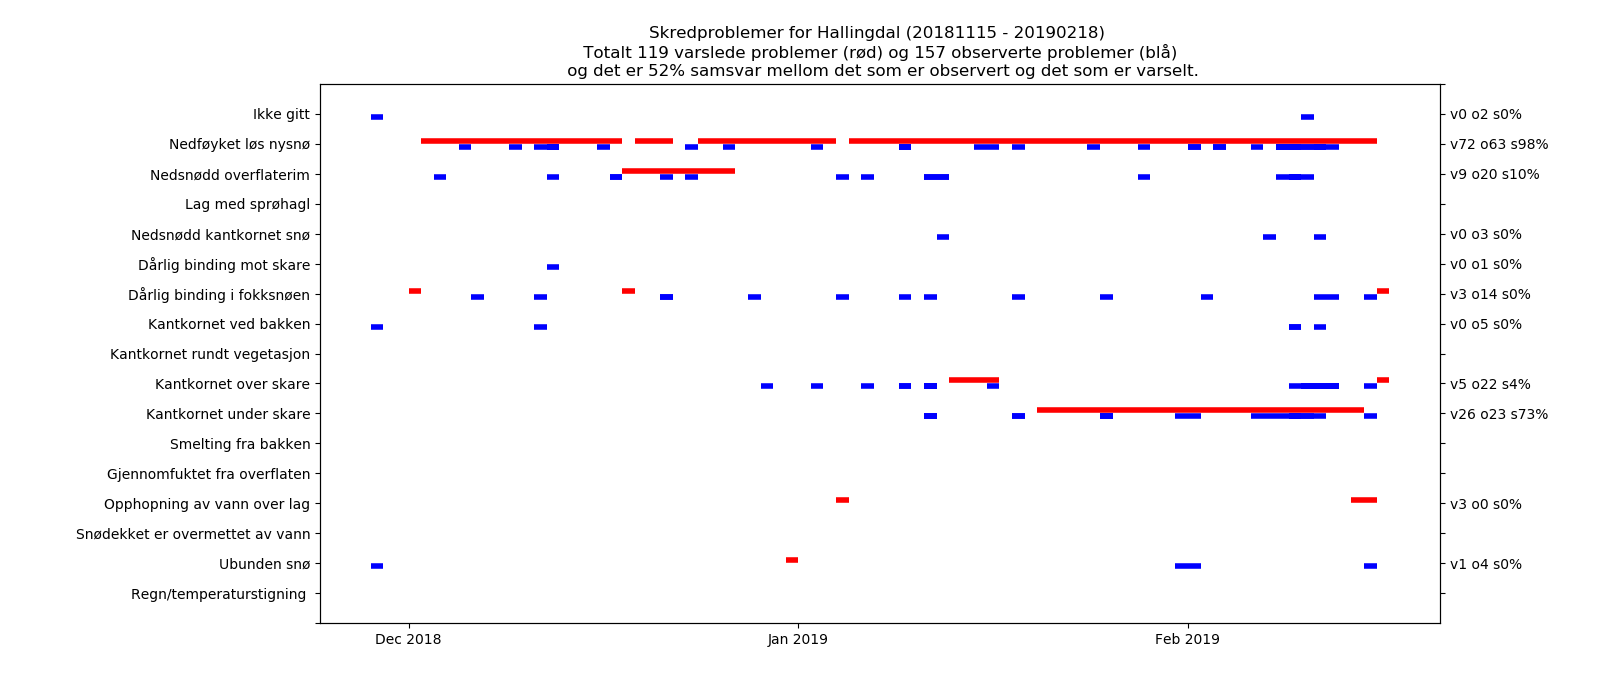 Skredproblemer for Hallingdal (20181115 - 20190218)
Totalt 119 varslede problemer (rød) og 157 observerte problemer (blå)
og det er 52% samsvar mellom det som er observert og det som er varselt.
Ikke gitt v0 o2 s0%
Nedføyket løs nysnø v72 o63 s98%
Nedsnødd overflaterim v9 o20 s10%
Lag med sprøhagl
Nedsnødd kantkornet snø v0 o3 s0%
Dårlig binding mot skare v0 o1 s0%
Dårlig binding i fokksnøen v3 o14 s0%
Kantkornet ved bakken v0 o5 s0%
Kantkornet rundt vegetasjon
Kantkornet over skare v5 o22 s4%
Kantkornet under skare v26 o23 s73%
Smelting fra bakken
Gjennomfuktet fra overflaten
Opphopning av vann over lag v3 o0 s0%
Snødekket er overmettet av vann
Ubunden snø v1 o4 s0%
Regn/temperaturstigning
Dec 2018 Jan 2019 Feb 2019